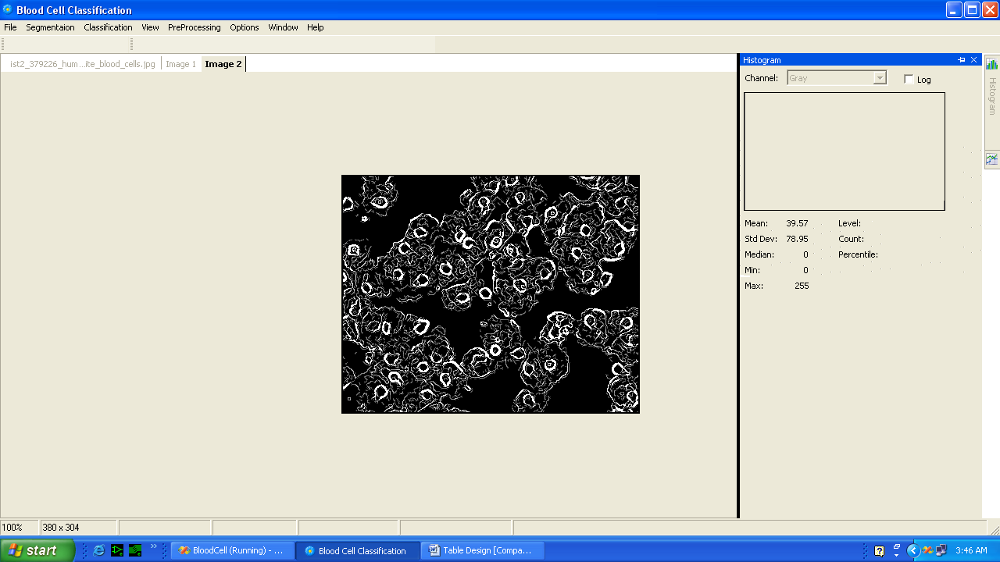 Blood Cell Classification
File Segmentaion Classification View PreProcessing Options Window Help
ist2_379226_hum...ite_blood_cells.jpg Image 1 Image 2
Histogram
Channel: Gray Log
Histogram
Mean: 39.57 Level:
Std Dev: 78.95 Count:
Median: 0 Percentile:
Min: 0
Max: 255
100% 380 x 304
start BloodCell (Running) - ... Blood Cell Classification Table Design [Compa... 3:46 AM